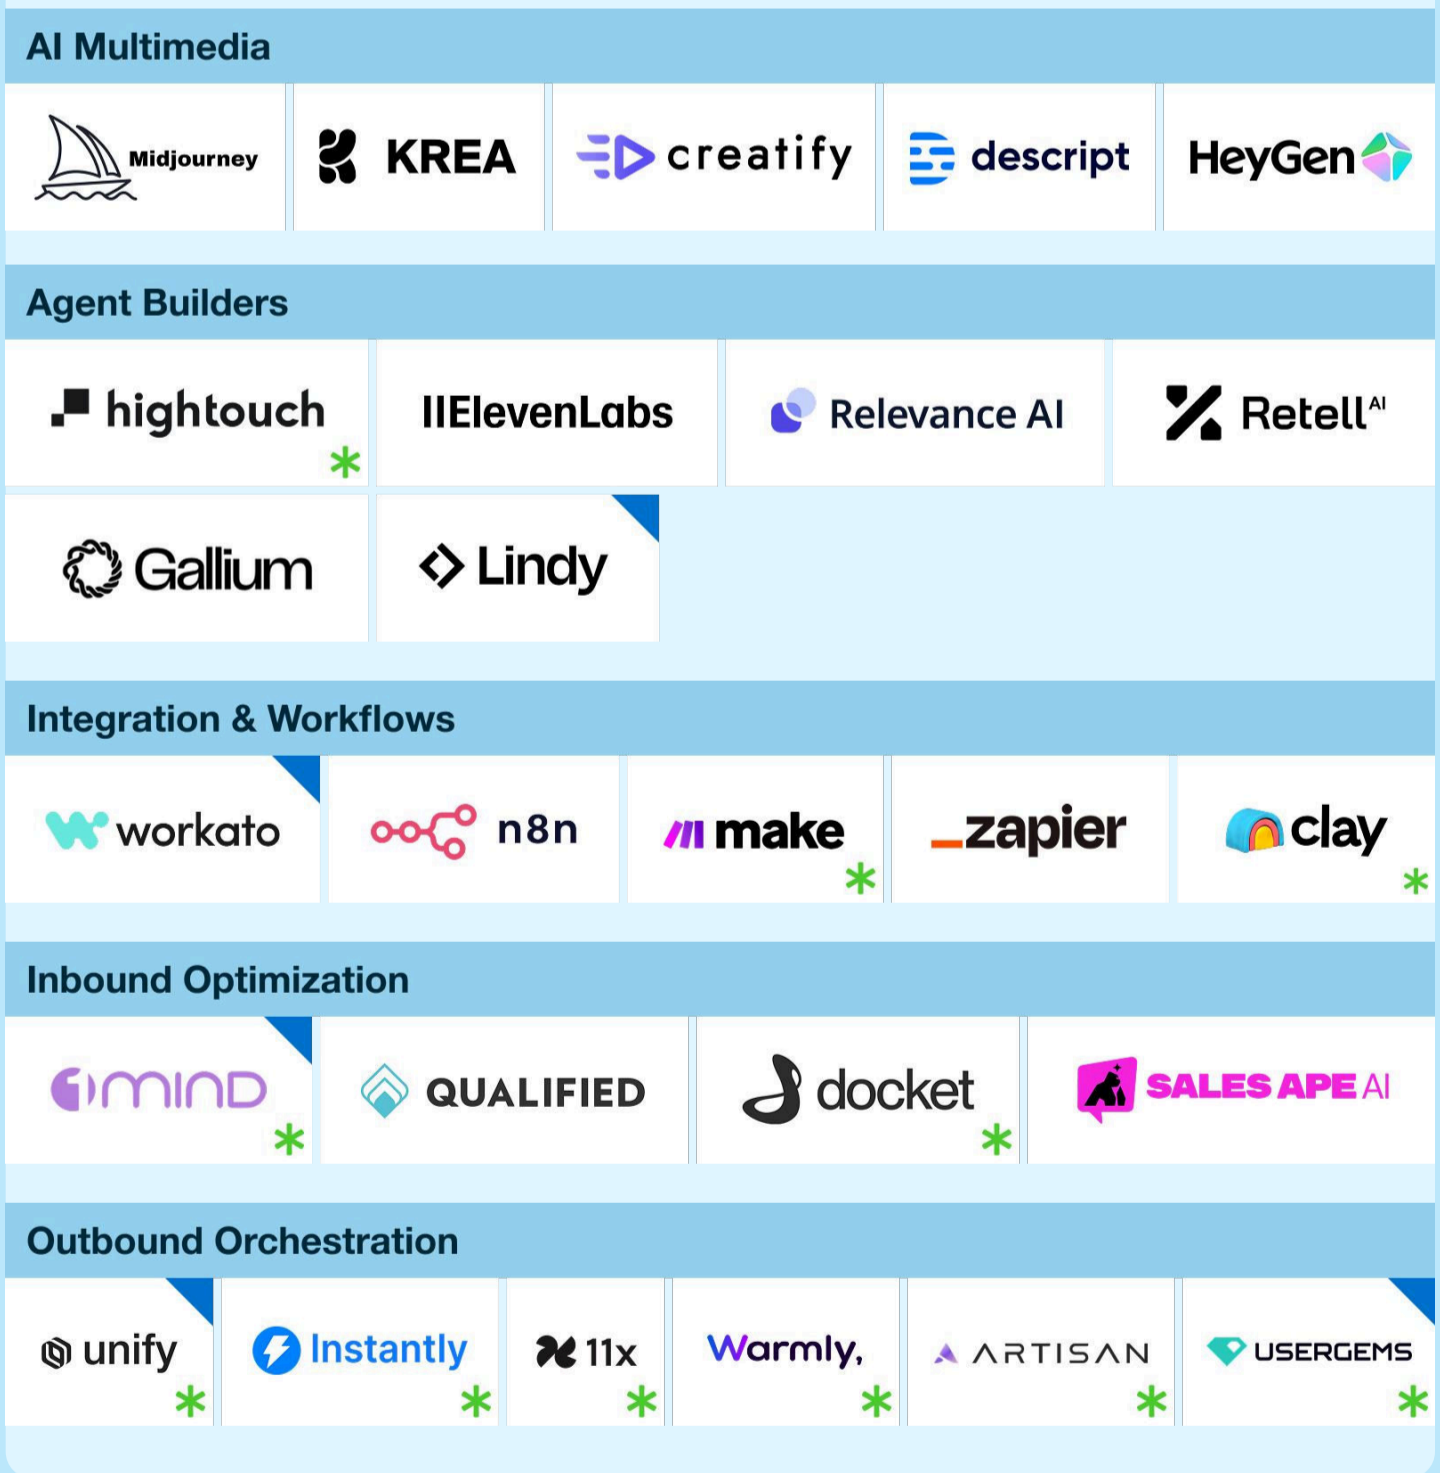 AI Multimedia
Midjourney
KREA
creatify
descript
HeyGen
Agent Builders
hightouch
IIElevenLabs
Relevance AI
Retell AI
Gallium
Lindy
Integration & Workflows
workato
n8n
make
_zapier
clay
Inbound Optimization
1MIND
QUALIFIED
docket
SALES APE AI
Outbound Orchestration
unify
Instantly
11x
Warmly,
ARTISAN
USERGEMS